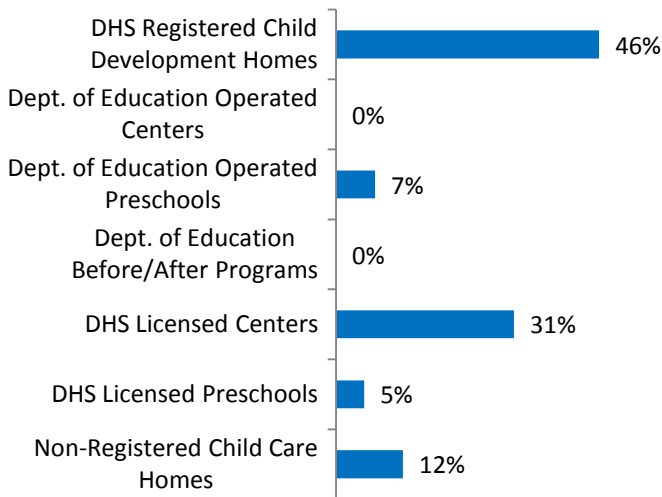 DHS Registered Child
Development Homes
46%
Dept. of Education Operated
Centers
0%
Dept. of Education Operated
Preschools
7%
Dept. of Education
Before/After Programs
0%
DHS Licensed Centers
31%
DHS Licensed Preschools
5%
Non-Registered Child Care
Homes
12%